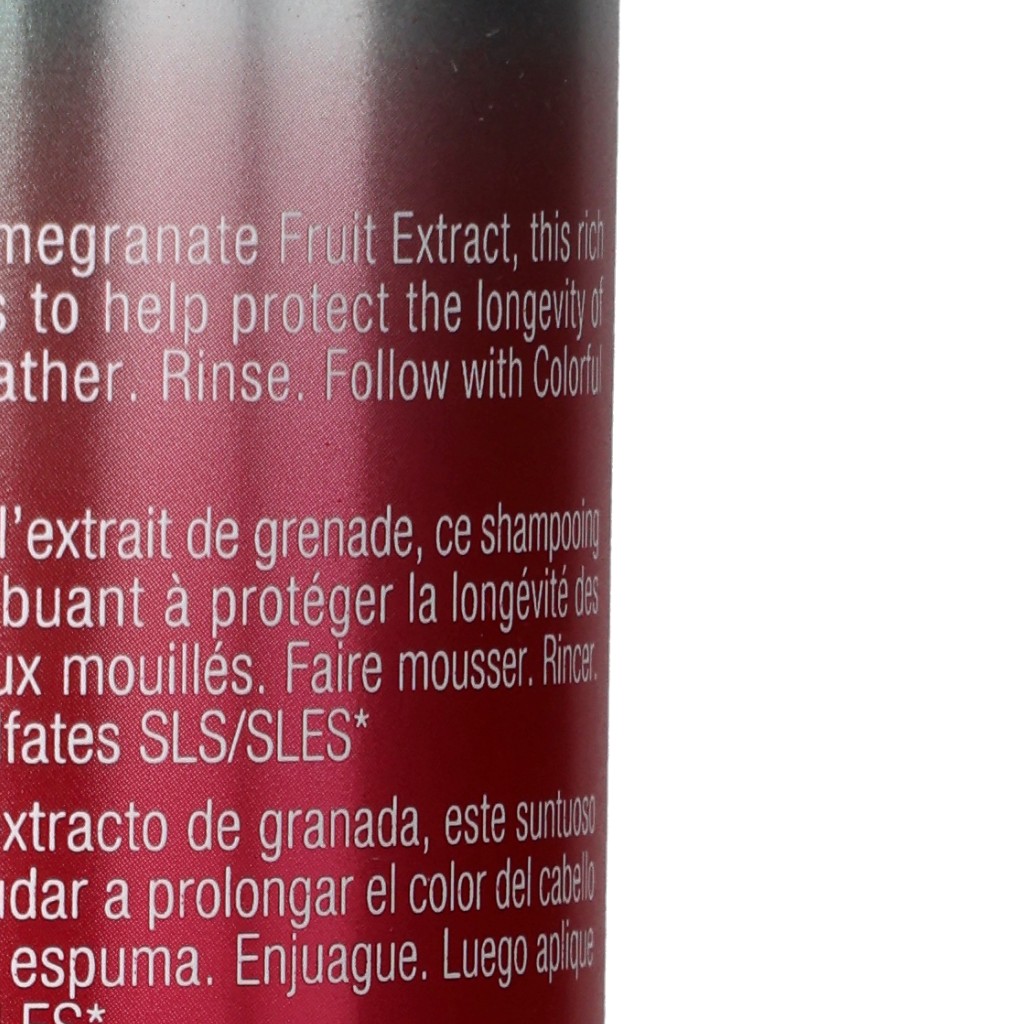 megranate Fruit Extract, this rich
s to help protect the longevity of
ather. Rinse. Follow with Colorful
l'extrait de grenade, ce shampooing
buant à protéger la longévité des
ux mouillés. Faire mousser. Rincer.
fates SLS/SLES*
xtracto de granada, este suntuoso
udar a prolongar el color del cabello
espuma. Enjuague. Luego aplique
LES*